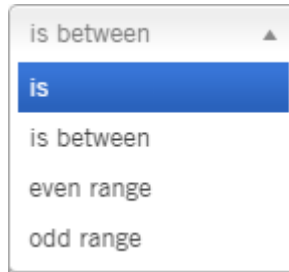 is between
is
is between
even range
odd range